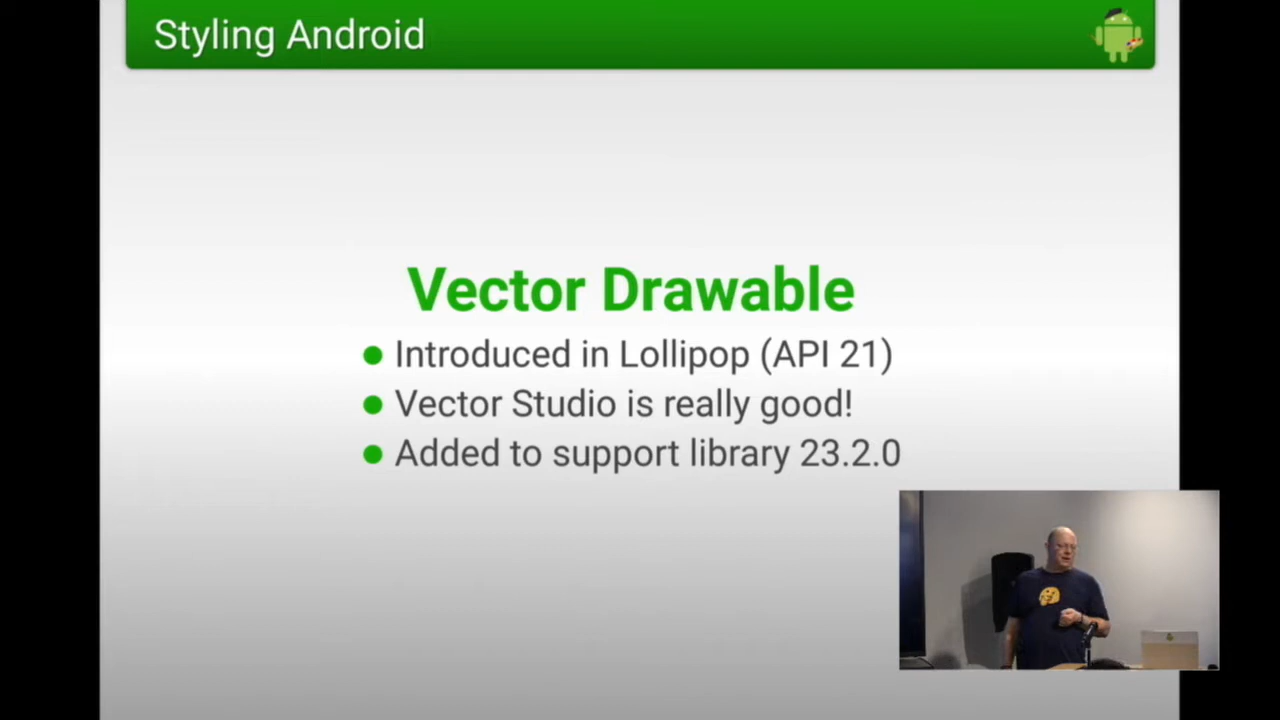 Styling Android
Vector Drawable
Introduced in Lollipop (API 21)
Vector Studio is really good!
Added to support library 23.2.0